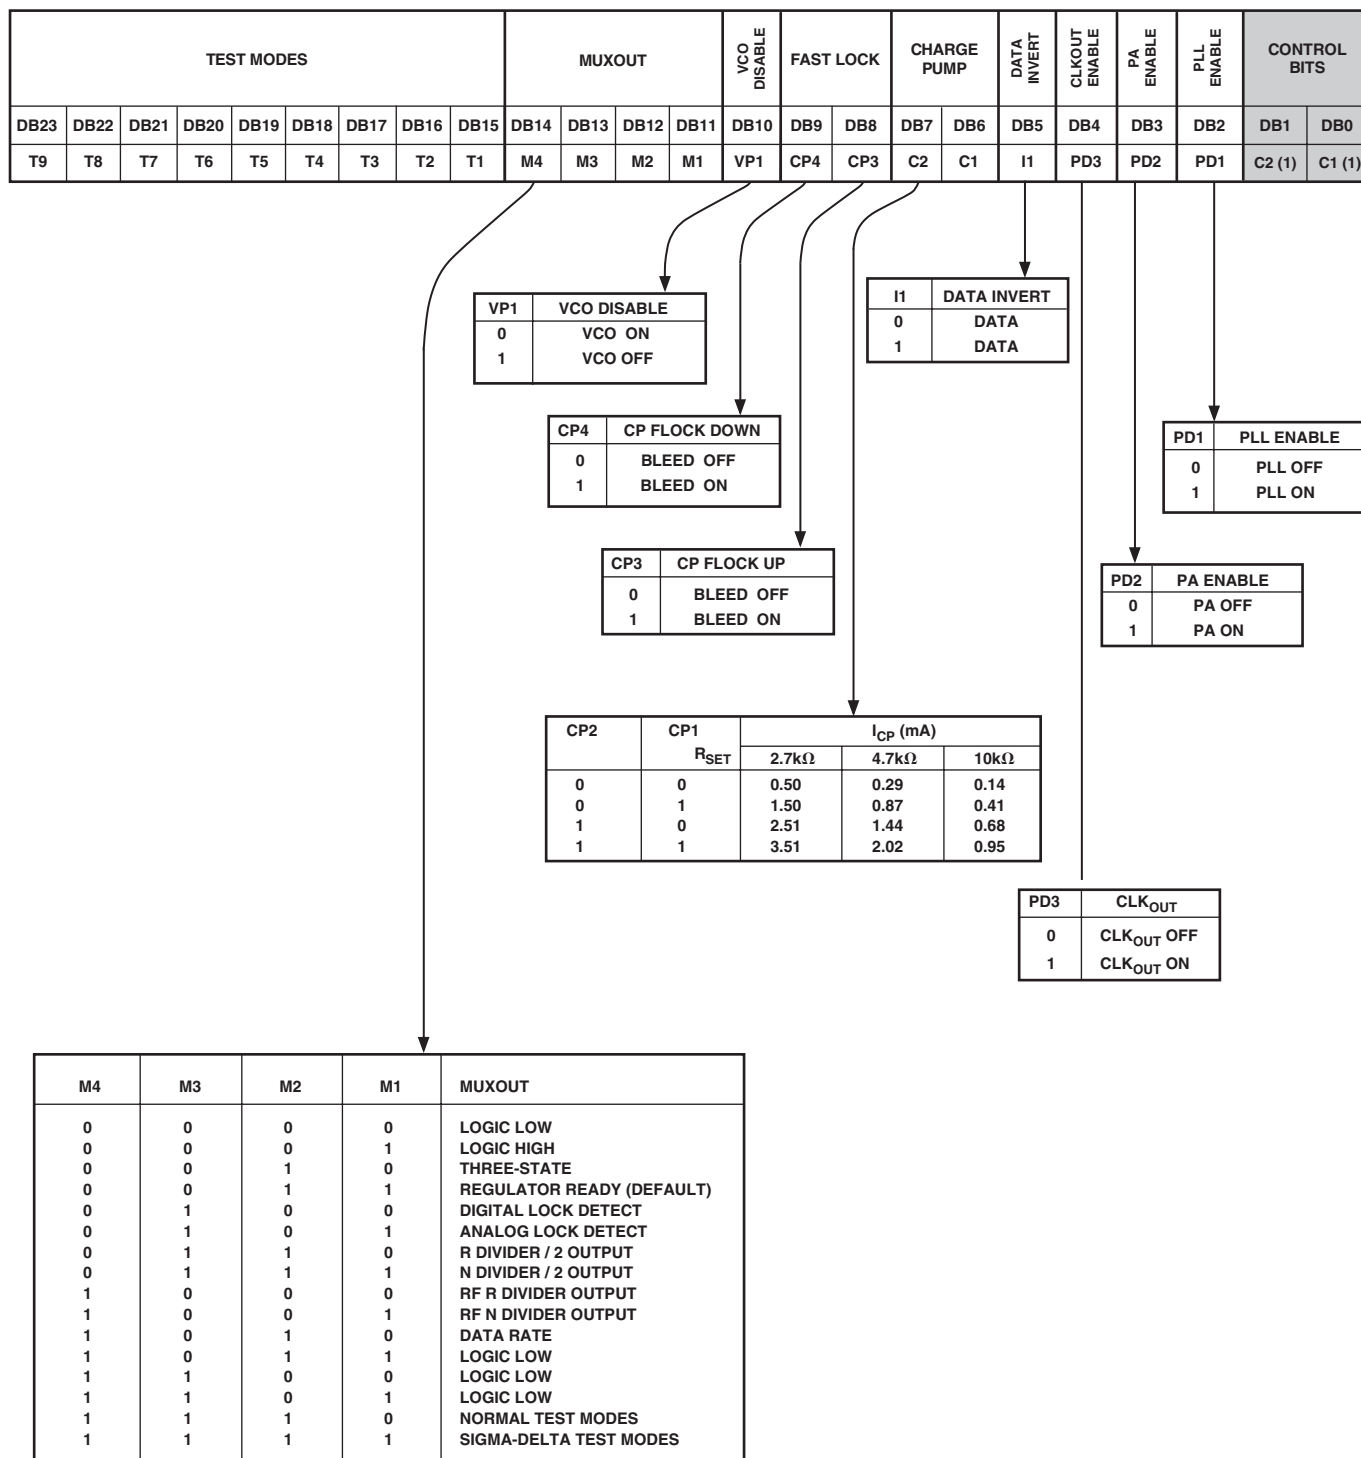 TEST MODES MUXOUT VCO DISABLE FAST LOCK CHARGE PUMP DATA INVERT CLKOUT ENABLE PA ENABLE PLL ENABLE CONTROL BITS
DB23 DB22 DB21 DB20 DB19 DB18 DB17 DB16 DB15 DB14 DB13 DB12 DB11 DB10 DB9 DB8 DB7 DB6 DB5 DB4 DB3 DB2 DB1 DB0
T9 T8 T7 T6 T5 T4 T3 T2 T1 M4 M3 M2 M1 VP1 CP4 CP3 C2 C1 I1 PD3 PD2 PD1 C2 (1) C1 (1)
VP1 VCO DISABLE
0 VCO ON
1 VCO OFF
I1 DATA INVERT
0 DATA
1 DATA
CP4 CP FLOCK DOWN
0 BLEED OFF
1 BLEED ON
PD1 PLL ENABLE
0 PLL OFF
1 PLL ON
CP3 CP FLOCK UP
0 BLEED OFF
1 BLEED ON
PD2 PA ENABLE
0 PA OFF
1 PA ON
CP2 CP1 ICP (mA)
RSET 2.7kΩ 4.7kΩ 10kΩ
0 0 0.50 0.29 0.14
0 1 1.50 0.87 0.41
1 0 2.51 1.44 0.68
1 1 3.51 2.02 0.95
PD3 CLKOUT
0 CLKOUT OFF
1 CLKOUT ON
M4 M3 M2 M1 MUXOUT
0 0 0 0 LOGIC LOW
0 0 0 1 LOGIC HIGH
0 0 1 0 THREE-STATE
0 0 1 1 REGULATOR READY (DEFAULT)
0 1 0 0 DIGITAL LOCK DETECT
0 1 0 1 ANALOG LOCK DETECT
0 1 1 0 R DIVIDER / 2 OUTPUT
0 1 1 1 N DIVIDER / 2 OUTPUT
1 0 0 0 RF R DIVIDER OUTPUT
1 0 0 1 RF N DIVIDER OUTPUT
1 0 1 0 DATA RATE
1 0 1 1 LOGIC LOW
1 1 0 0 LOGIC LOW
1 1 0 1 LOGIC LOW
1 1 1 0 NORMAL TEST MODES
1 1 1 1 SIGMA-DELTA TEST MODES